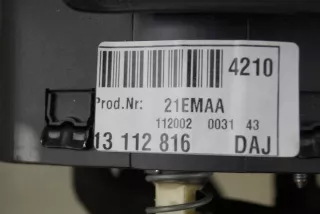 4210
Prod.Nr: 21EMAA
112002 0031 43
13 112 816 DAJ